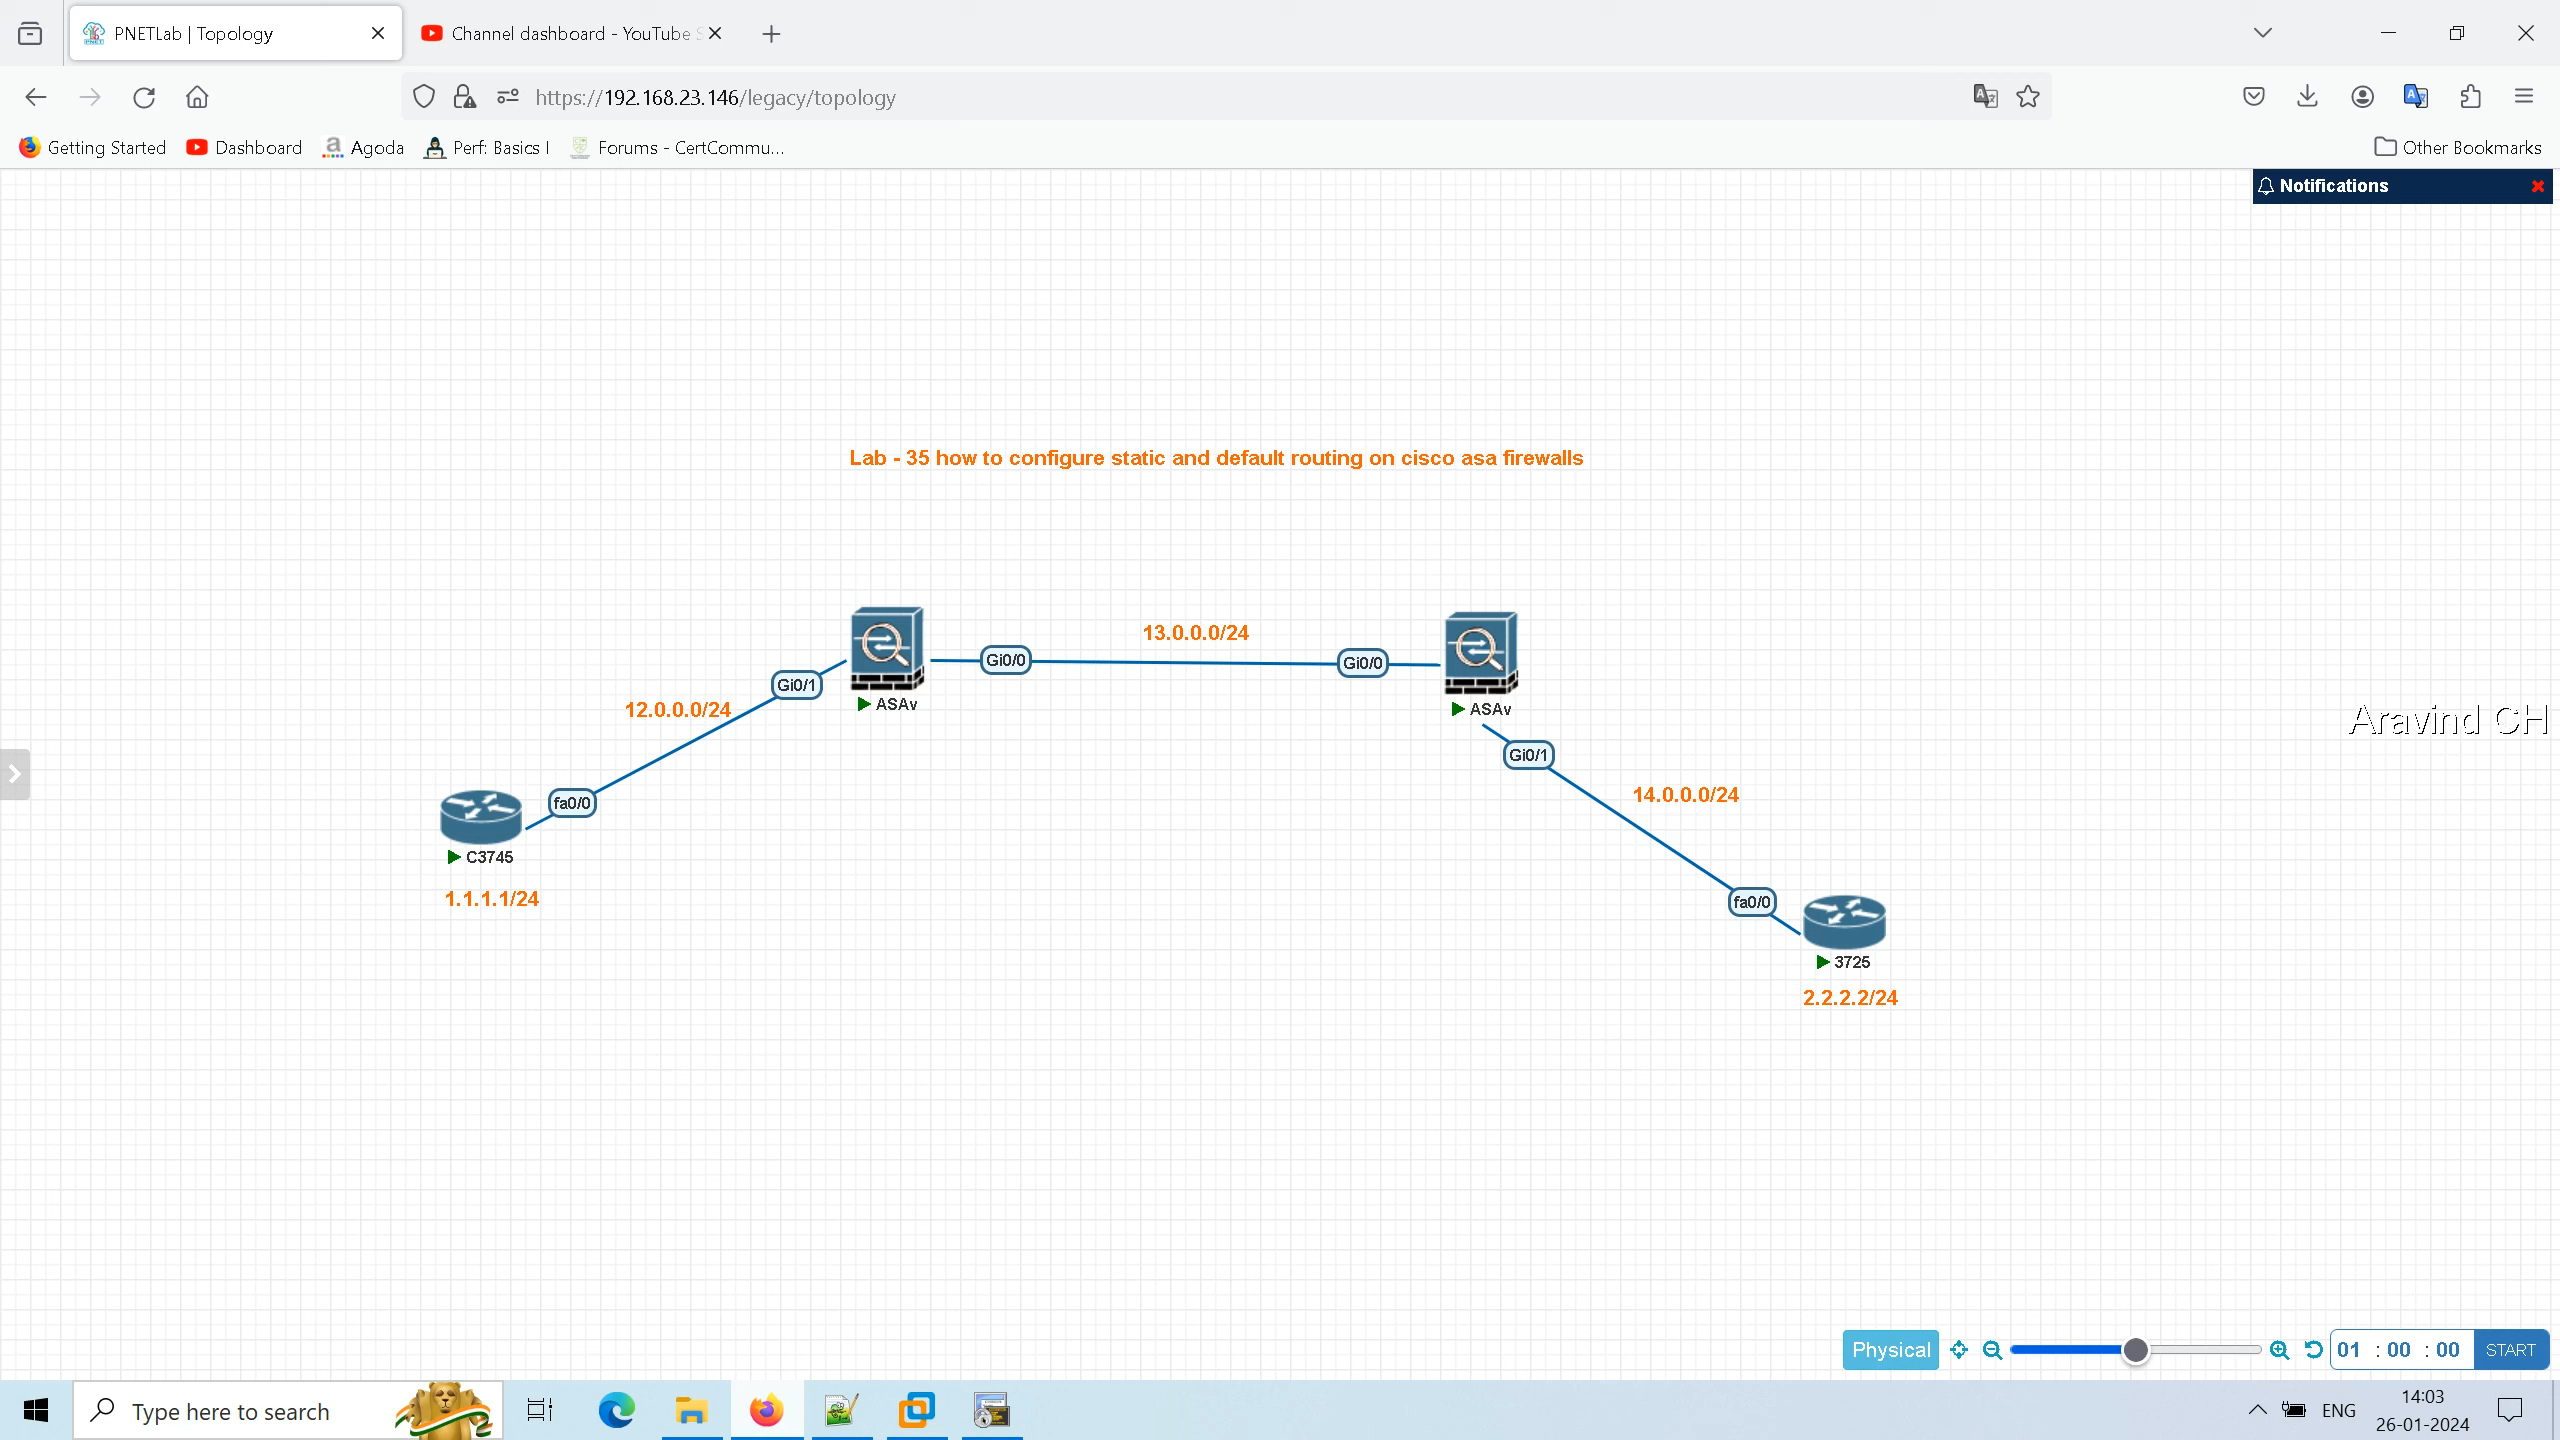 PNETLab | Topology
Channel dashboard - YouTube S
https://192.168.23.146/legacy/topology
Getting Started
Dashboard
Agoda
Perf: Basics I
Forums - CertCommu...
Other Bookmarks
Notifications
Lab - 35 how to configure static and default routing on cisco asa firewalls
13.0.0.0/24
Gi0/0
Gi0/0
Gi0/1
ASAv
ASAv
12.0.0.0/24
Aravind CH
Gi0/1
14.0.0.0/24
fa0/0
C3745
1.1.1.1/24
fa0/0
3725
2.2.2.2/24
Physical
01 : 00 : 00
START
Type here to search
ENG
14:03
26-01-2024